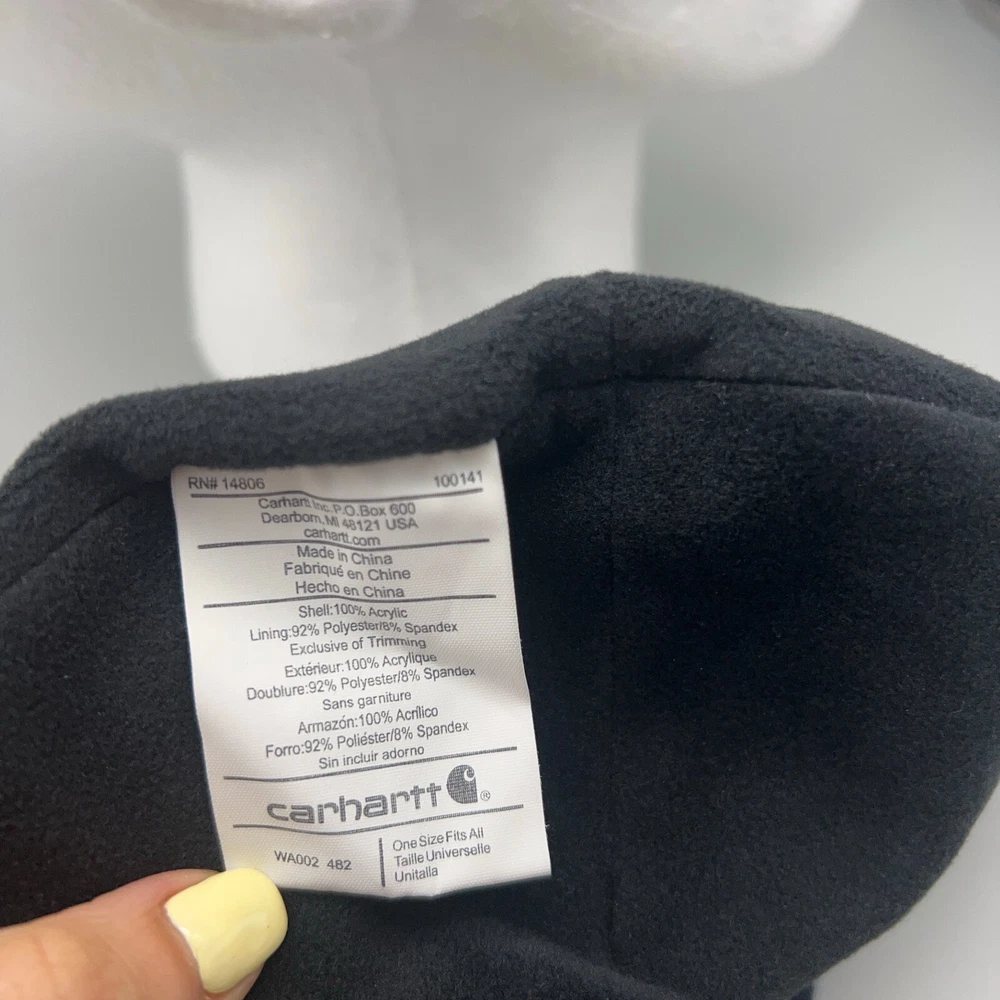 RN# 14806 100141
Carhartt Inc.P.O.Box 600
Dearborn,MI 48121 USA
carhartt.com
Made in China
Fabriqué en Chine
Hecho en China
Shell:100% Acrylic
Lining:92% Polyester/8% Spandex
Exclusive of Trimming
Extérieur:100% Acrylique
Doublure:92% Polyester/8% Spandex
Sans garniture
Armazón:100% Acrílico
Forro:92% Poliéster/8% Spandex
Sin incluir adorno
carhartt ®
WA002 482
One Size Fits All
Taille Universelle
Unitalla